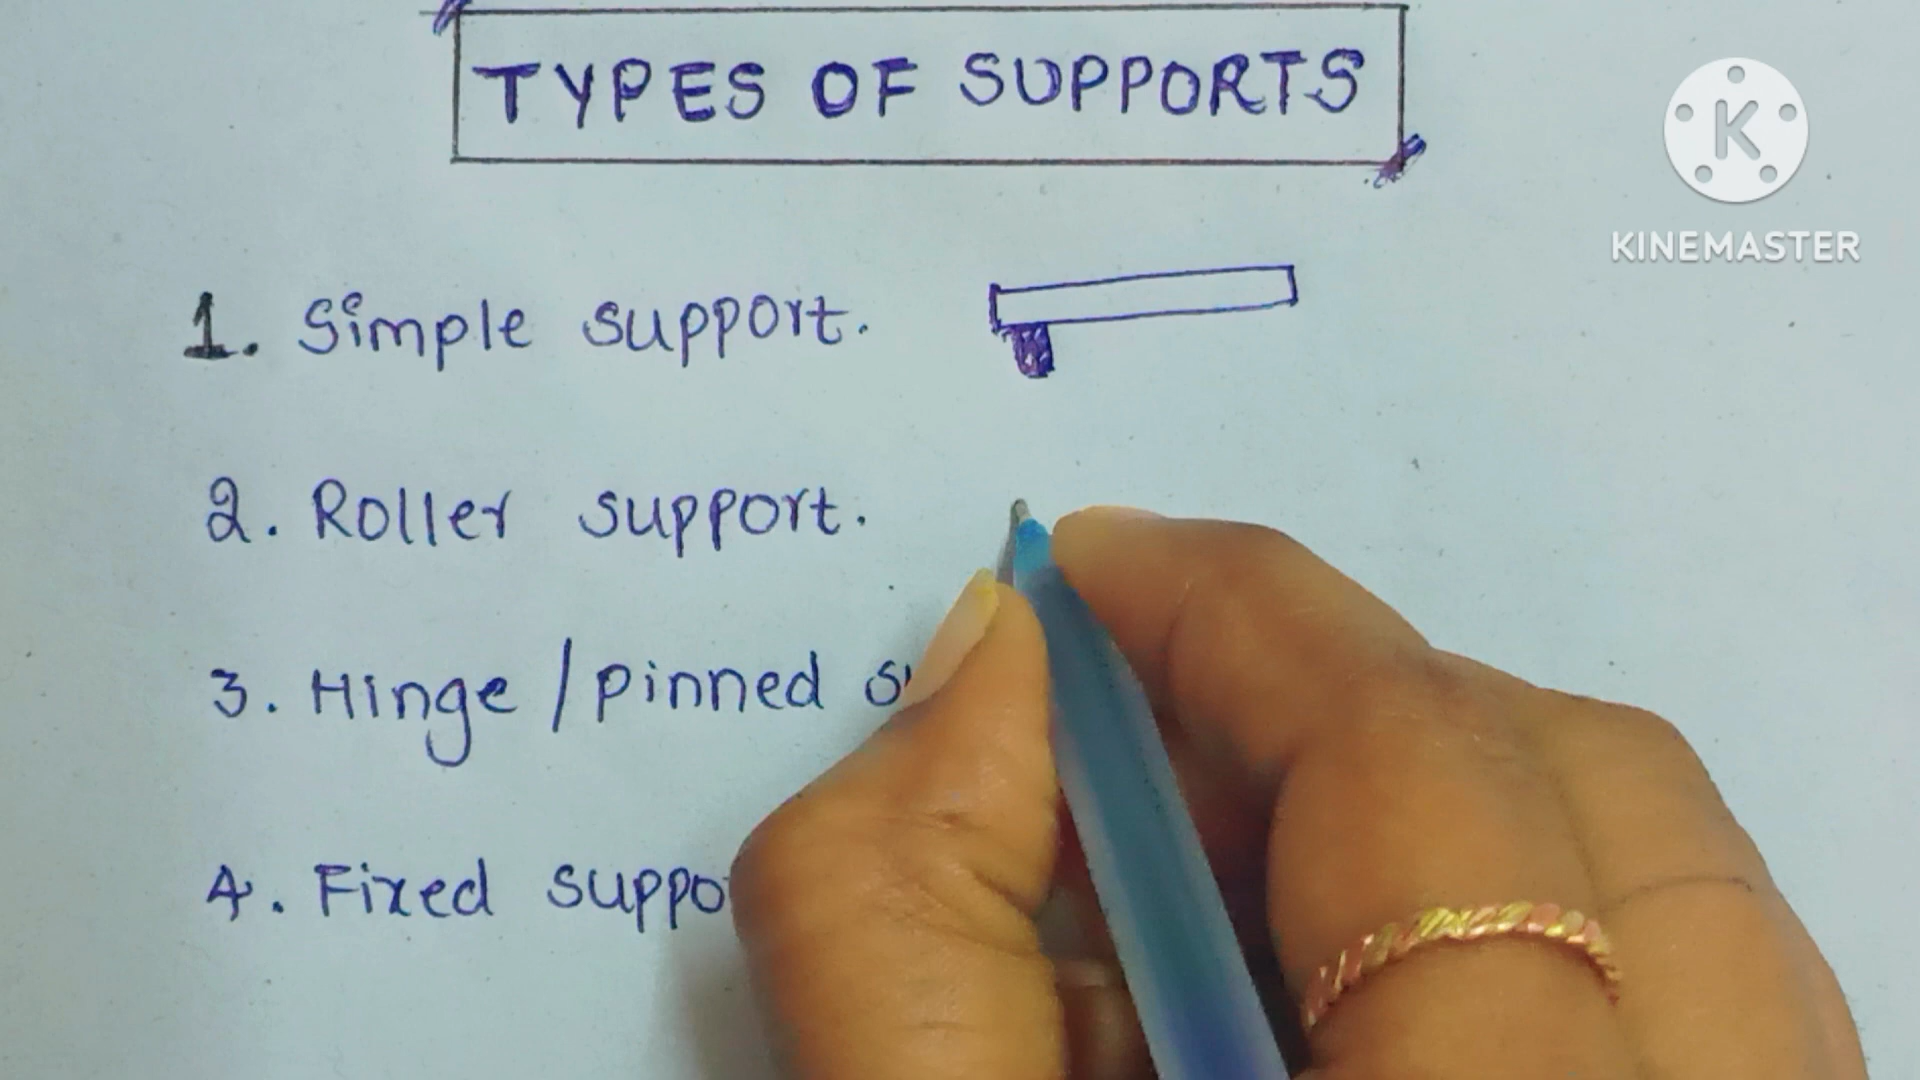 TYPES OF SUPPORTS
K
KINEMASTER
1. Simple support.
2. Roller support.
3. Hinge / pinned
4. Fixed